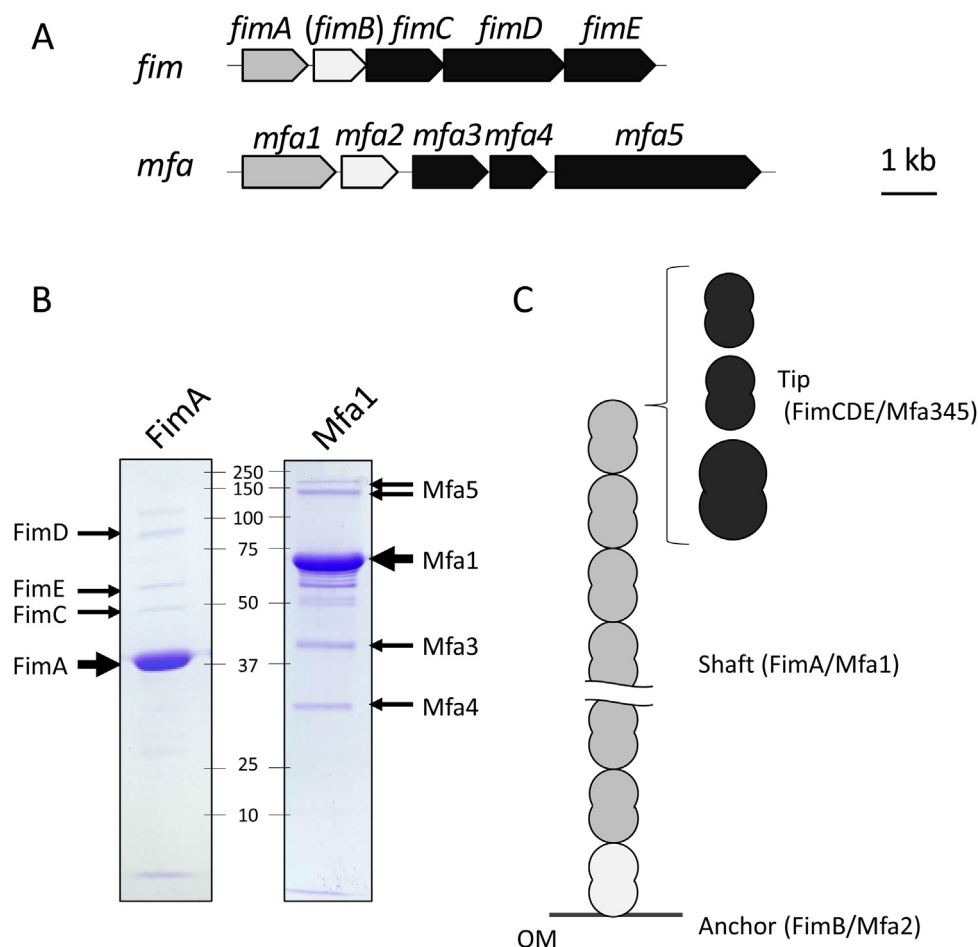 A
fimA (fimB) fimC fimD fimE
fim
mfa1 mfa2 mfa3 mfa4 mfa5
mfa
1 kb
B
FimA
Mfa1
250
150
100
75
50
37
25
10
FimD
FimE
FimC
FimA
Mfa5
Mfa1
Mfa3
Mfa4
C
Tip
(FimCDE/Mfa345)
Shaft (FimA/Mfa1)
Anchor (FimB/Mfa2)
OM